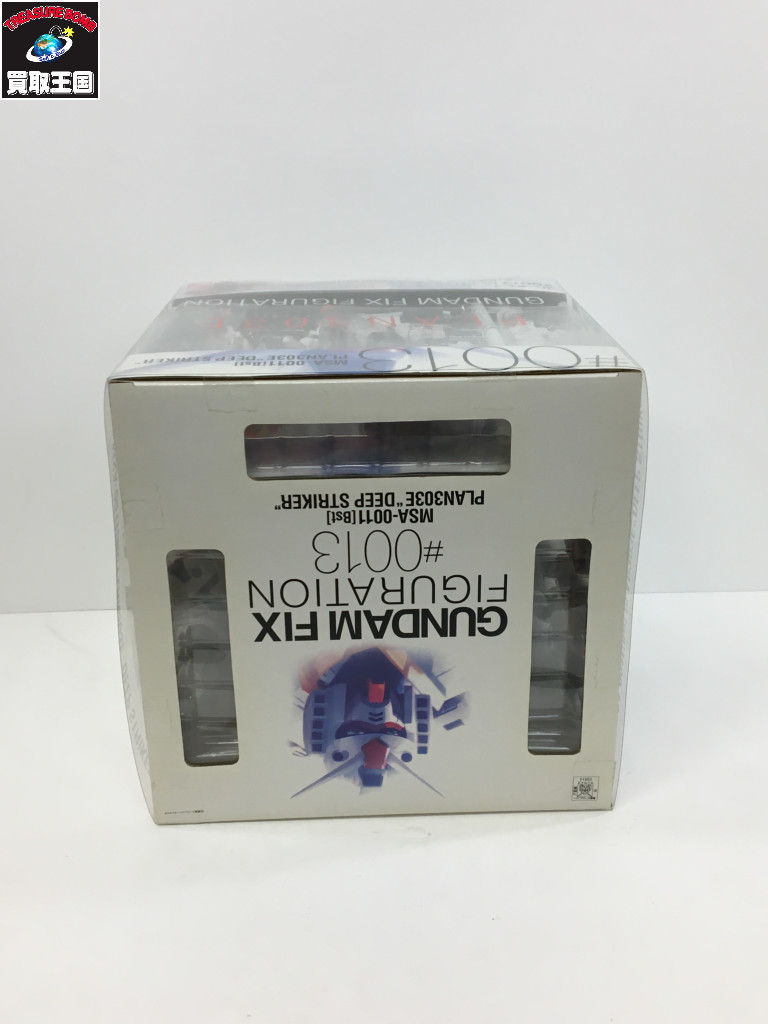 TREASURE BOMB
買取王国
GUNDAM FIX FIGURATION
#0013
MSA-0011[Bst]
PLAN303E "DEEP STRIKER"
GUNDAM FIX
FIGURATION
#0013
MSA-0011[Bst]
PLAN303E "DEEP STRIKER"